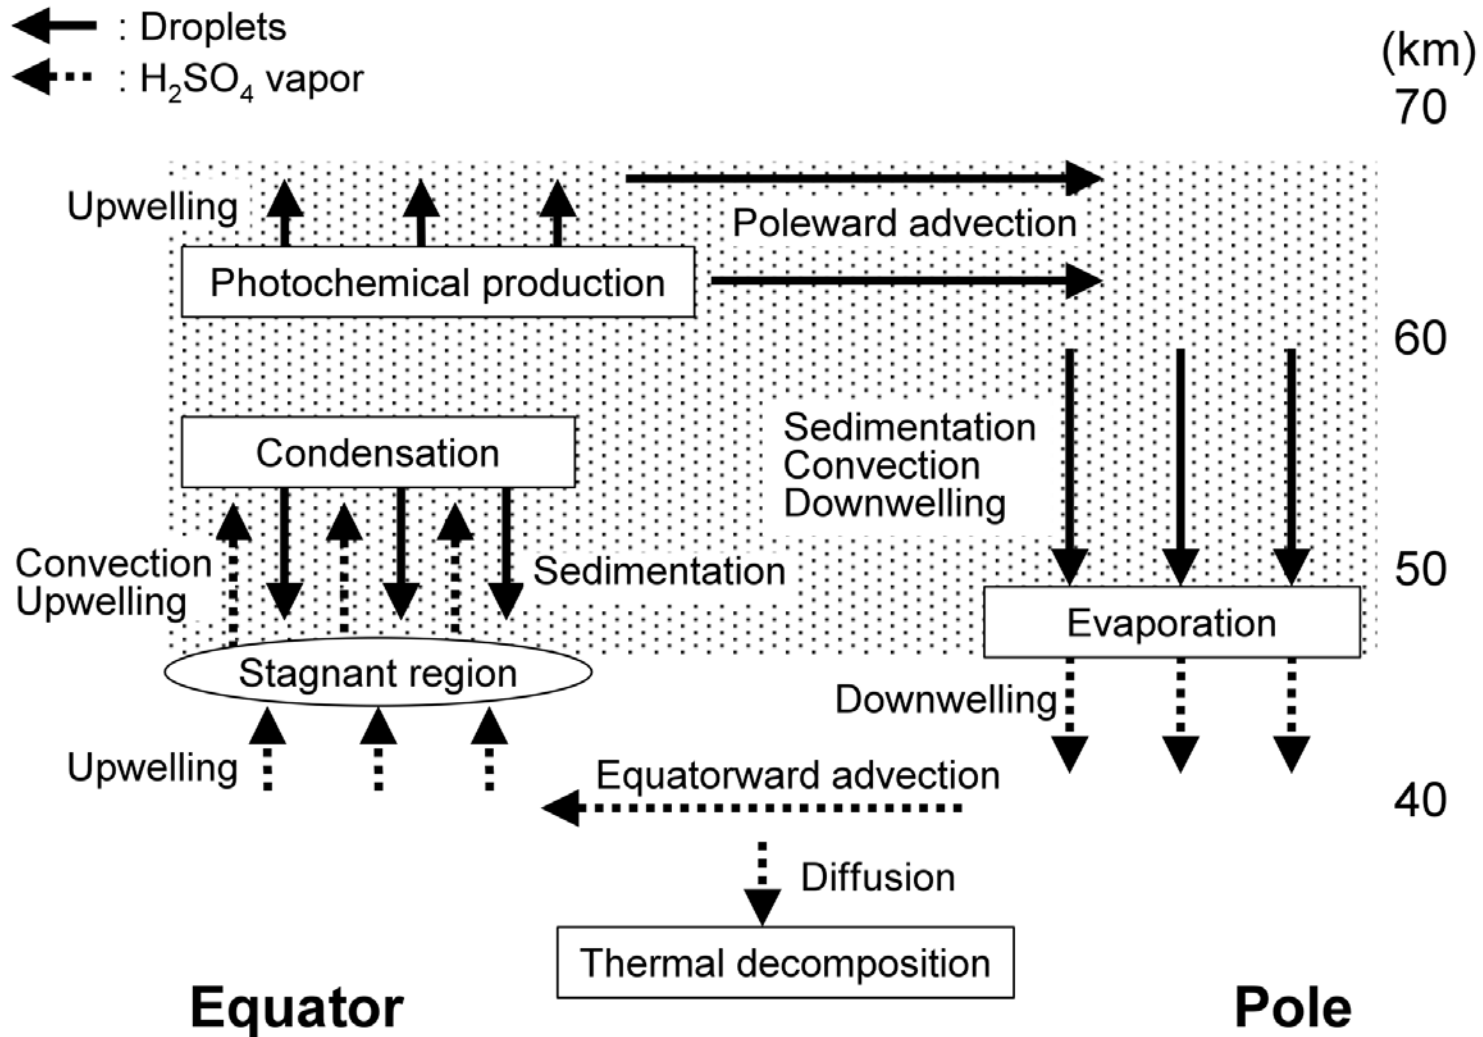 : Droplets
: H₂SO₄ vapor
(km)
70
Upwelling
Poleward advection
Photochemical production
60
Condensation
Sedimentation
Convection
Downwelling
Convection
Upwelling
Sedimentation
50
Evaporation
Stagnant region
Downwelling
Upwelling
Equatorward advection
40
Diffusion
Thermal decomposition
Equator
Pole